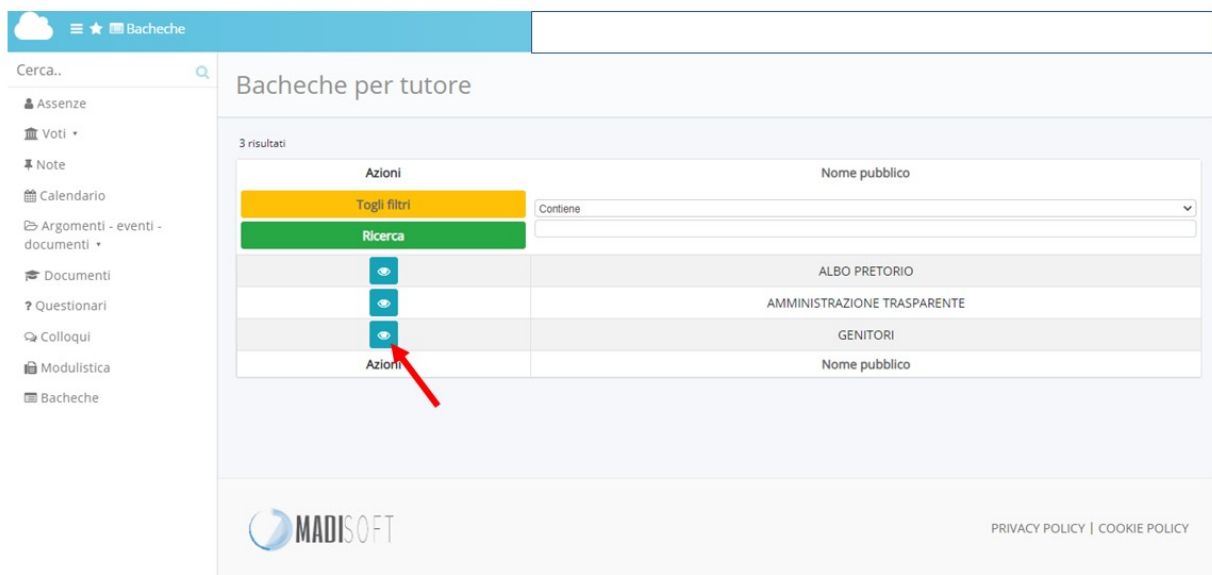 Bacheche
Cerca..
Assenze
Voti
Note
Calendario
Argomenti - eventi -
documenti
Documenti
? Questionari
Colloqui
Modulistica
Bacheche
Bacheche per tutore
3 risultati
Azioni Nome pubblico
Togli filtri Contiene
Ricerca
ALBO PRETORIO
AMMINISTRAZIONE TRASPARENTE
GENITORI
Azioni Nome pubblico
MADISOFT
PRIVACY POLICY | COOKIE POLICY